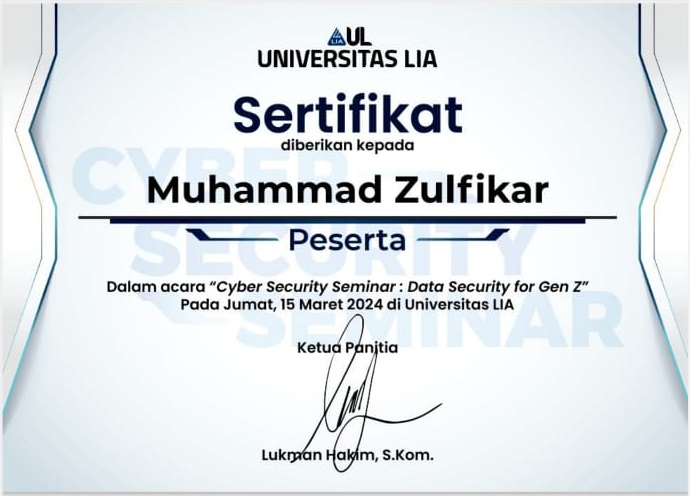 LIA UL
UNIVERSITAS LIA
Sertifikat
diberikan kepada
Muhammad Zulfikar
Peserta
Dalam acara “Cyber Security Seminar : Data Security for Gen Z”
Pada Jumat, 15 Maret 2024 di Universitas LIA
Ketua Panitia
Lukman Hakim, S.Kom.
CYBER
SECURITY
SEMINAR